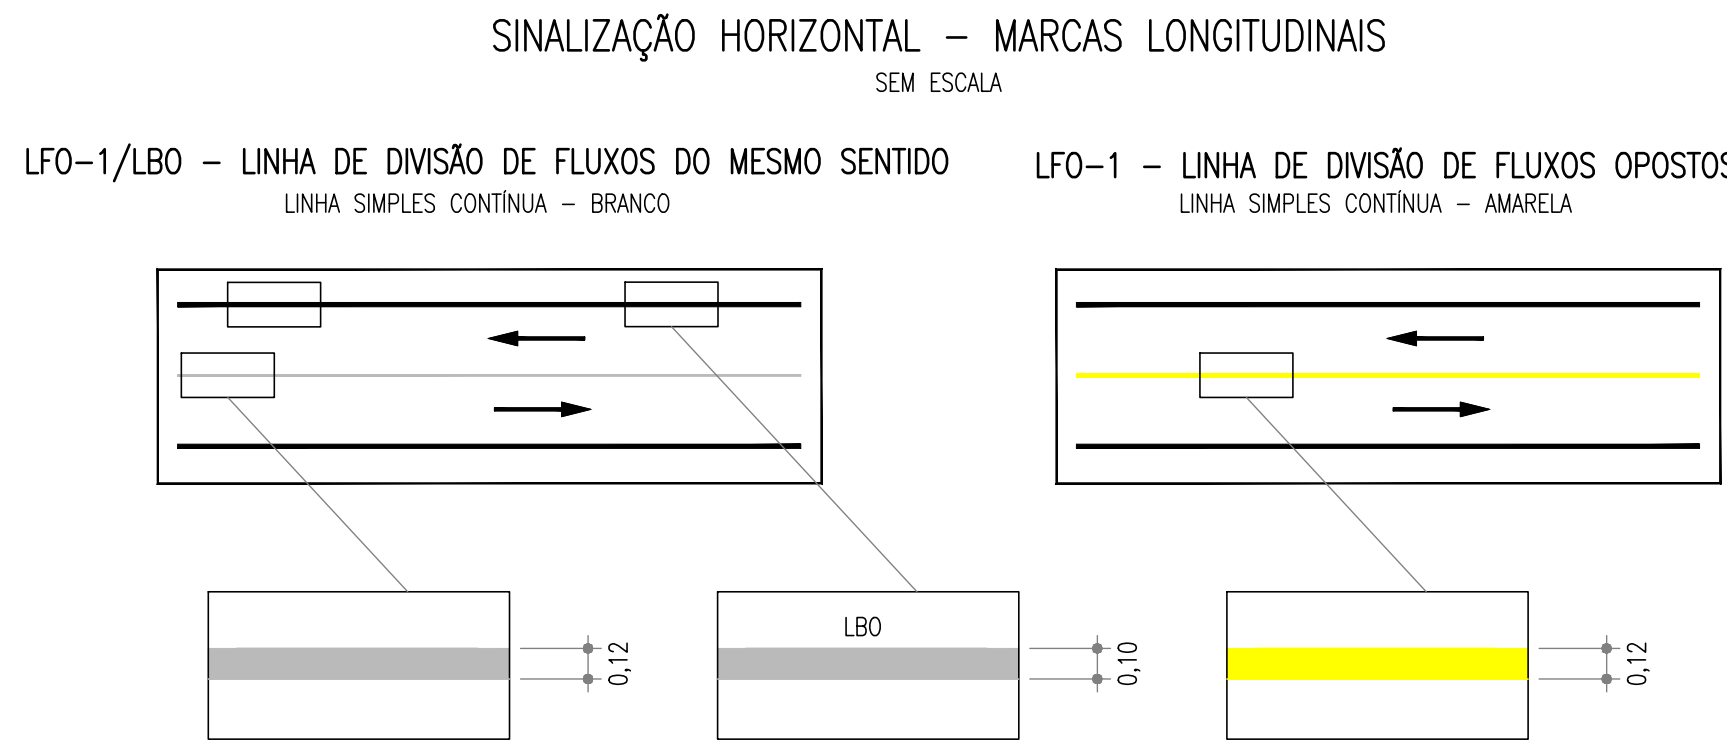 SINALIZAÇÃO HORIZONTAL – MARCAS LONGITUDINAIS
SEM ESCALA
LFO–1/LBO – LINHA DE DIVISÃO DE FLUXOS DO MESMO SENTIDO
LINHA SIMPLES CONTÍNUA – BRANCO
LFO–1 – LINHA DE DIVISÃO DE FLUXOS OPOSTOS
LINHA SIMPLES CONTÍNUA – AMARELA
0,12
LBO
0,10
0,12